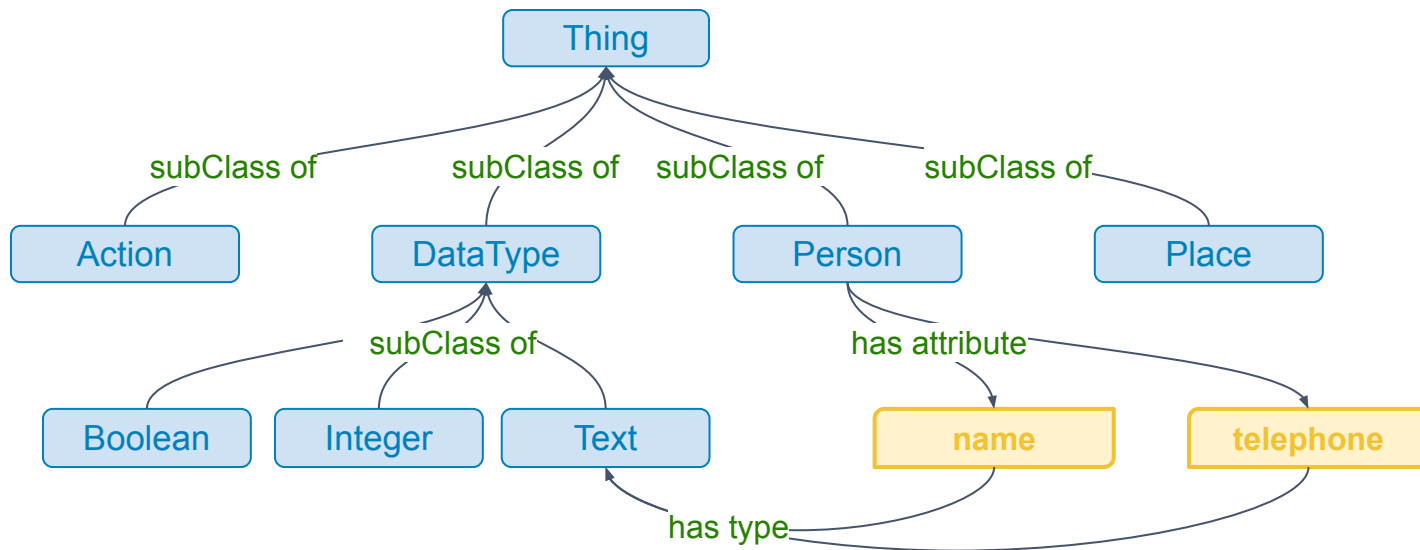 Thing
subClass of
subClass of
subClass of
subClass of
Action
DataType
Person
Place
subClass of
has attribute
Boolean
Integer
Text
name
telephone
has type